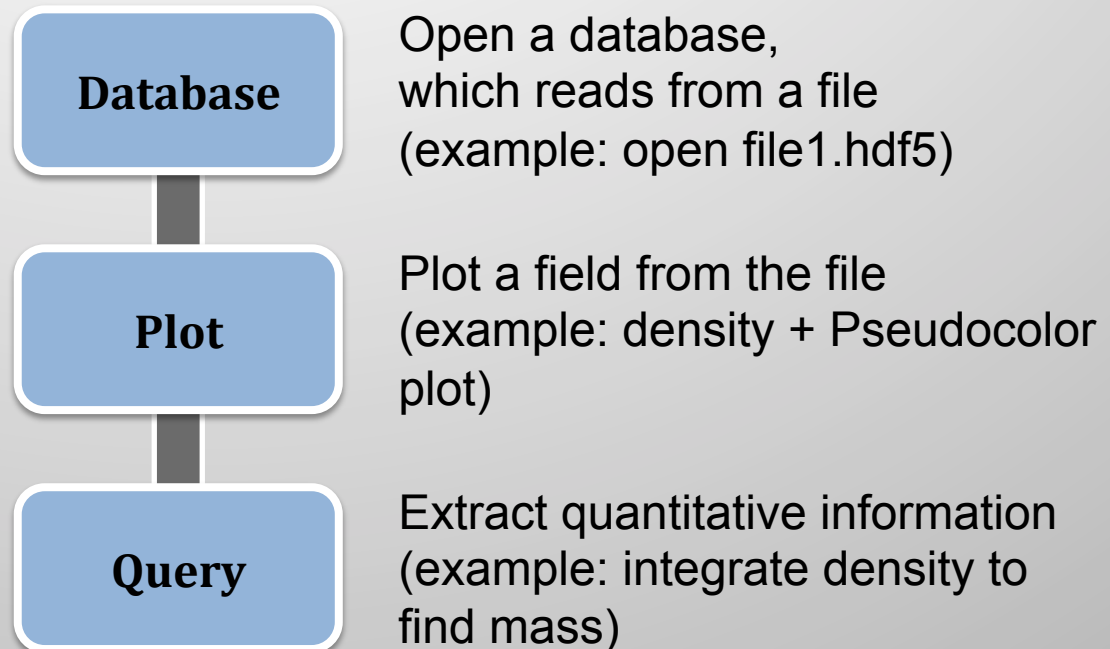 Database
Open a database,
which reads from a file
(example: open file1.hdf5)
Plot
Plot a field from the file
(example: density + Pseudocolor
plot)
Query
Extract quantitative information
(example: integrate density to
find mass)